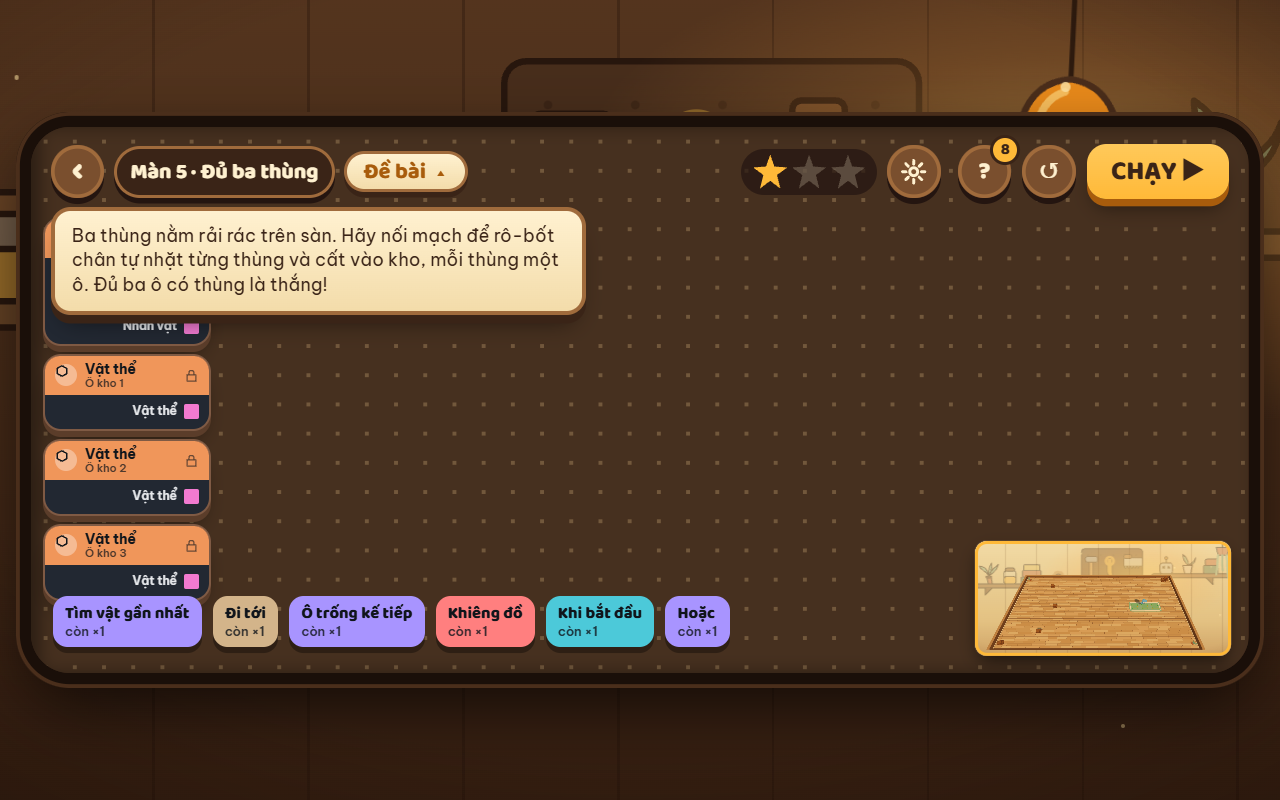 Màn 5 · Đủ ba thùng
Đề bài
8
?
CHẠY
Ba thùng nằm rải rác trên sàn. Hãy nối mạch để rô-bốt
chân tự nhặt từng thùng và cất vào kho, mỗi thùng một
ô. Đủ ba ô có thùng là thắng!
Nhân vật
Vật thể
Ô kho 1
Vật thể
Vật thể
Ô kho 2
Vật thể
Vật thể
Ô kho 3
Vật thể
Tìm vật gần nhất
còn ×1
Đi tới
còn ×1
Ô trống kế tiếp
còn ×1
Khiêng đồ
còn ×1
Khi bắt đầu
còn ×1
Hoặc
còn ×1